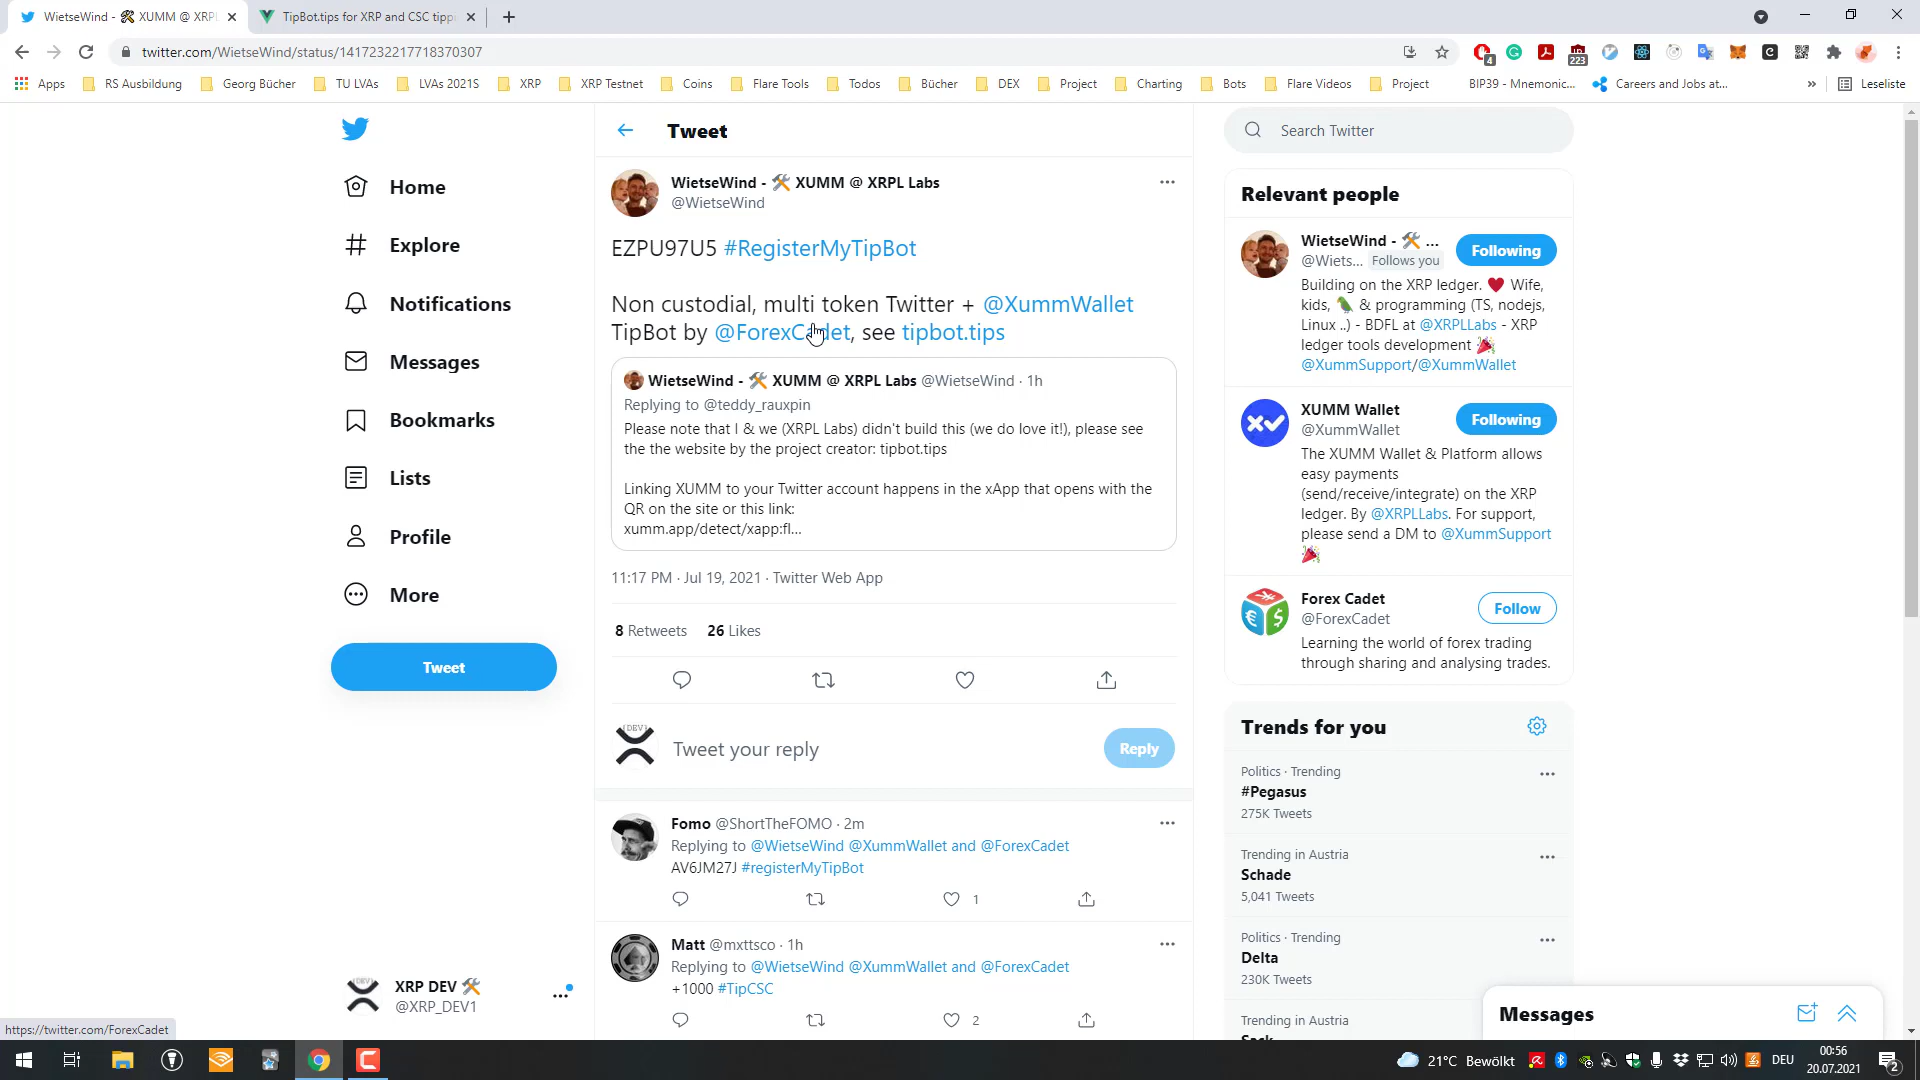 WietseWind - 🛠 XUMM @ XRPL
TipBot.tips for XRP and CSC tipp
twitter.com/WietseWind/status/1417232217718370307
4
223
Apps
RS Ausbildung
Georg Bücher
TU LVAs
LVAs 2021S
XRP
XRP Testnet
Coins
Flare Tools
Todos
Bücher
DEX
Project
Charting
Bots
Flare Videos
Project
BIP39 - Mnemonic...
Careers and Jobs at...
»
Leseliste
Home
Explore
Notifications
Messages
Bookmarks
Lists
Profile
More
Tweet
XRP DEV 🛠
@XRP_DEV1
Tweet
WietseWind - 🛠 XUMM @ XRPL Labs
@WietseWind
EZPU97U5 #RegisterMyTipBot
Non custodial, multi token Twitter + @XummWallet
TipBot by @ForexCadet, see tipbot.tips
WietseWind - 🛠 XUMM @ XRPL Labs @WietseWind · 1h
Replying to @teddy_rauxpin
Please note that I & we (XRPL Labs) didn't build this (we do love it!), please see
the the website by the project creator: tipbot.tips
Linking XUMM to your Twitter account happens in the xApp that opens with the
QR on the site or this link:
xumm.app/detect/xapp:fl...
11:17 PM · Jul 19, 2021 · Twitter Web App
8 Retweets 26 Likes
{DEV}
Tweet your reply
Reply
Fomo @ShortTheFOMO · 2m
Replying to @WietseWind @XummWallet and @ForexCadet
AV6JM27J #registerMyTipBot
1
Matt @mxttsco · 1h
Replying to @WietseWind @XummWallet and @ForexCadet
+1000 #TipCSC
2
Search Twitter
Relevant people
WietseWind - 🛠 ...
@Wiets... Follows you
Following
Building on the XRP ledger. ❤️ Wife,
kids, 🦜 & programming (TS, nodejs,
Linux ..) - BDFL at @XRPLLabs - XRP
ledger tools development 🎉
@XummSupport/@XummWallet
XUMM Wallet
@XummWallet
Following
The XUMM Wallet & Platform allows
easy payments
(send/receive/integrate) on the XRP
ledger. By @XRPLLabs. For support,
please send a DM to @XummSupport
🎉
Forex Cadet
@ForexCadet
Follow
Learning the world of forex trading
through sharing and analysing trades.
Trends for you
Politics · Trending
#Pegasus
275K Tweets
Trending in Austria
Schade
5,041 Tweets
Politics · Trending
Delta
230K Tweets
Trending in Austria
Messages
https://twitter.com/ForexCadet
21°C Bewölkt
DEU
00:56
20.07.2021
2